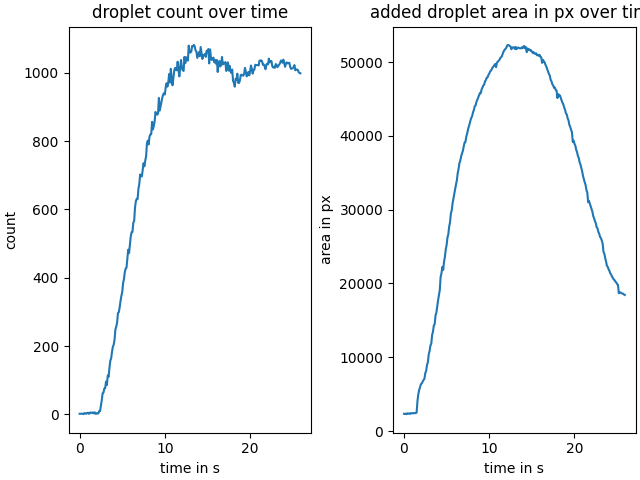 droplet count over time
count
1000
800
600
400
200
0
0 10 20
time in s
added droplet area in px over tir
area in px
50000
40000
30000
20000
10000
0
0 10 20
time in s